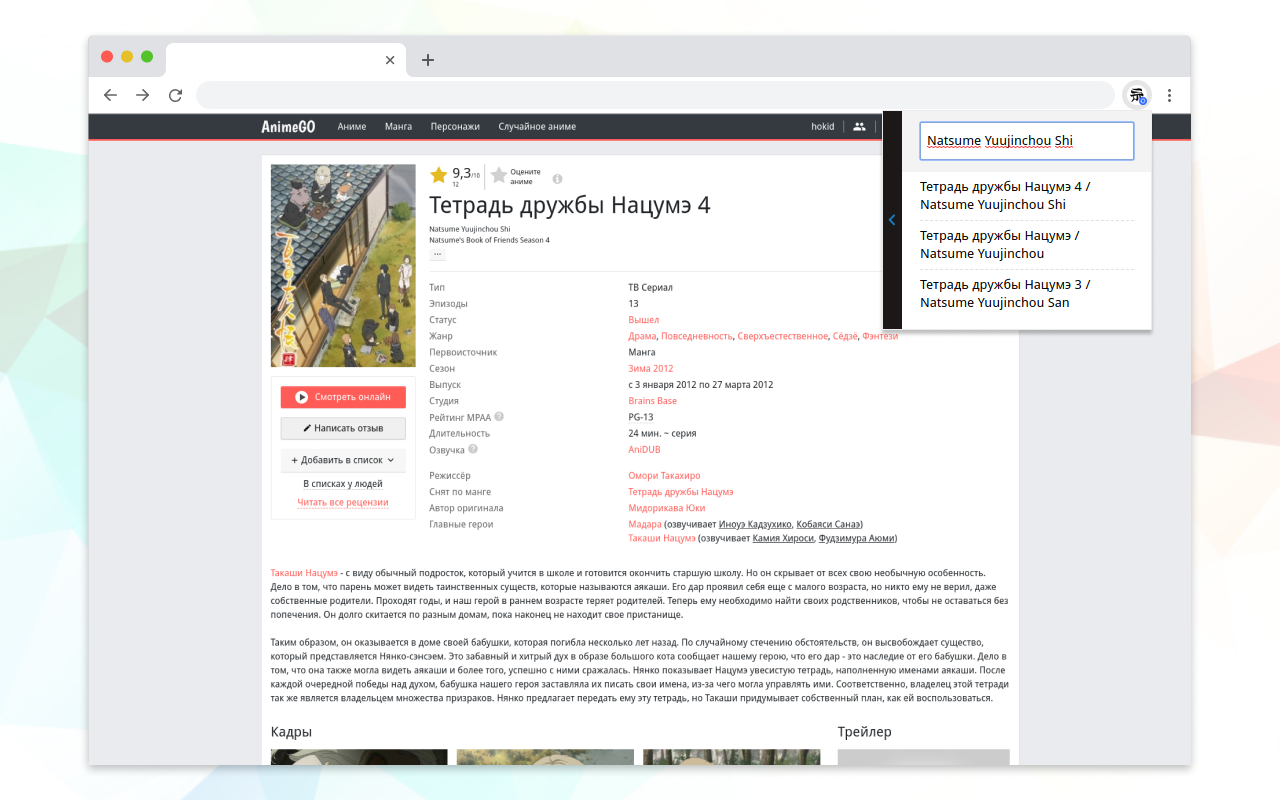 AnimeGO Аниме Манга Персонажи Случайное аниме hokid
Natsume Yuujinchou Shi
Тетрадь дружбы Нацумэ 4 /
Natsume Yuujinchou Shi
Тетрадь дружбы Нацумэ /
Natsume Yuujinchou
Тетрадь дружбы Нацумэ 3 /
Natsume Yuujinchou San
9,3/10
12
Оцените
аниме
Тетрадь дружбы Нацумэ 4
Natsume Yuujinchou Shi
Natsume's Book of Friends Season 4
...
Тип ТВ Сериал
Эпизоды 13
Статус Вышел
Жанр Драма, Повседневность, Сверхъестественное, Сёдзё, Фэнтези
Первоисточник Манга
Сезон Зима 2012
Выпуск с 3 января 2012 по 27 марта 2012
Студия Brains Base
Рейтинг MPAA ? PG-13
Длительность 24 мин. ~ серия
Озвучка ? AniDUB
Режиссёр Омори Такахиро
Снят по манге Тетрадь дружбы Нацумэ
Автор оригинала Мидорикава Юки
Главные герои Мадара (озвучивает Иноуэ Кадзухико, Кобаяси Санаэ)
Такаши Нацумэ (озвучивает Камия Хироси, Фудзимура Аюми)
Смотреть онлайн
Написать отзыв
+ Добавить в список
В списках у людей
Читать все рецензии
Такаши Нацумэ - с виду обычный подросток, который учится в школе и готовится окончить старшую школу. Но он скрывает от всех свою необычную особенность.
Дело в том, что парень может видеть таинственных существ, которые называются аякаши. Его дар проявил себя еще с малого возраста, но никто ему не верил, даже
собственные родители. Проходят годы, и наш герой в раннем возрасте теряет родителей. Теперь ему необходимо найти своих родственников, чтобы не оставаться без
попечения. Он долго скитается по разным домам, пока наконец не находит свое пристанище.
Таким образом, он оказывается в доме своей бабушки, которая погибла несколько лет назад. По случайному стечению обстоятельств, он высвобождает существо,
который представляется Нянко-сэнсэем. Это забавный и хитрый дух в образе большого кота сообщает нашему герою, что его дар - это наследие от его бабушки. Дело в
том, что она также могла видеть аякаши и более того, успешно с ними сражалась. Нянко показывает Нацумэ увесистую тетрадь, наполненную именами аякаши. После
каждой очередной победы над духом, бабушка нашего героя заставляла их писать свои имена, из-за чего могла управлять ими. Соответственно, владелец этой тетради
так же является владельцем множества призраков. Нянко предлагает передать ему эту тетрадь, но Такаши придумывает собственный план, как ей воспользоваться.
Кадры Трейлер